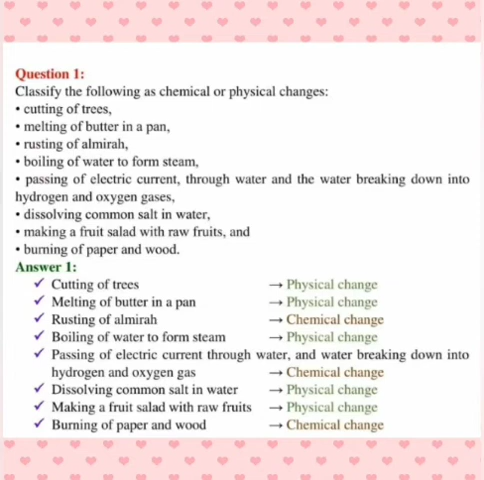 Question 1:
Classify the following as chemical or physical changes:
• cutting of trees,
• melting of butter in a pan,
• rusting of almirah,
• boiling of water to form steam,
• passing of electric current, through water and the water breaking down into
hydrogen and oxygen gases,
• dissolving common salt in water,
• making a fruit salad with raw fruits, and
• burning of paper and wood.
Answer 1:
✓ Cutting of trees → Physical change
✓ Melting of butter in a pan → Physical change
✓ Rusting of almirah → Chemical change
✓ Boiling of water to form steam → Physical change
✓ Passing of electric current through water, and water breaking down into
hydrogen and oxygen gas → Chemical change
✓ Dissolving common salt in water → Physical change
✓ Making a fruit salad with raw fruits → Physical change
✓ Burning of paper and wood → Chemical change